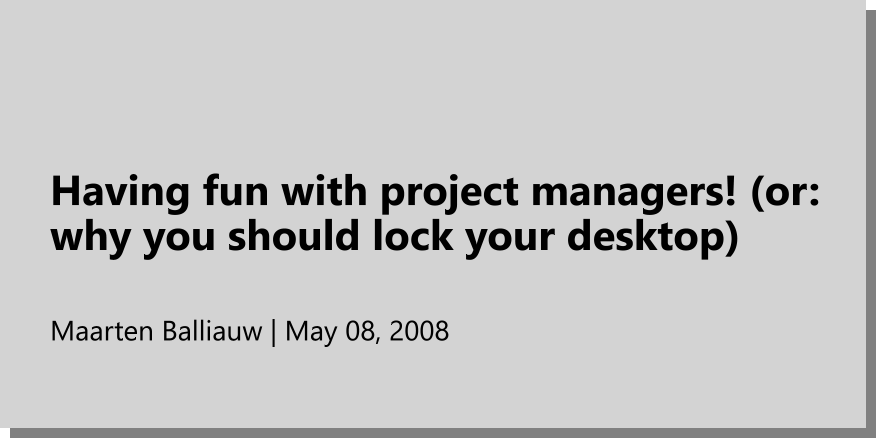 Having fun with project managers! (or:
why you should lock your desktop)
Maarten Balliauw | May 08, 2008